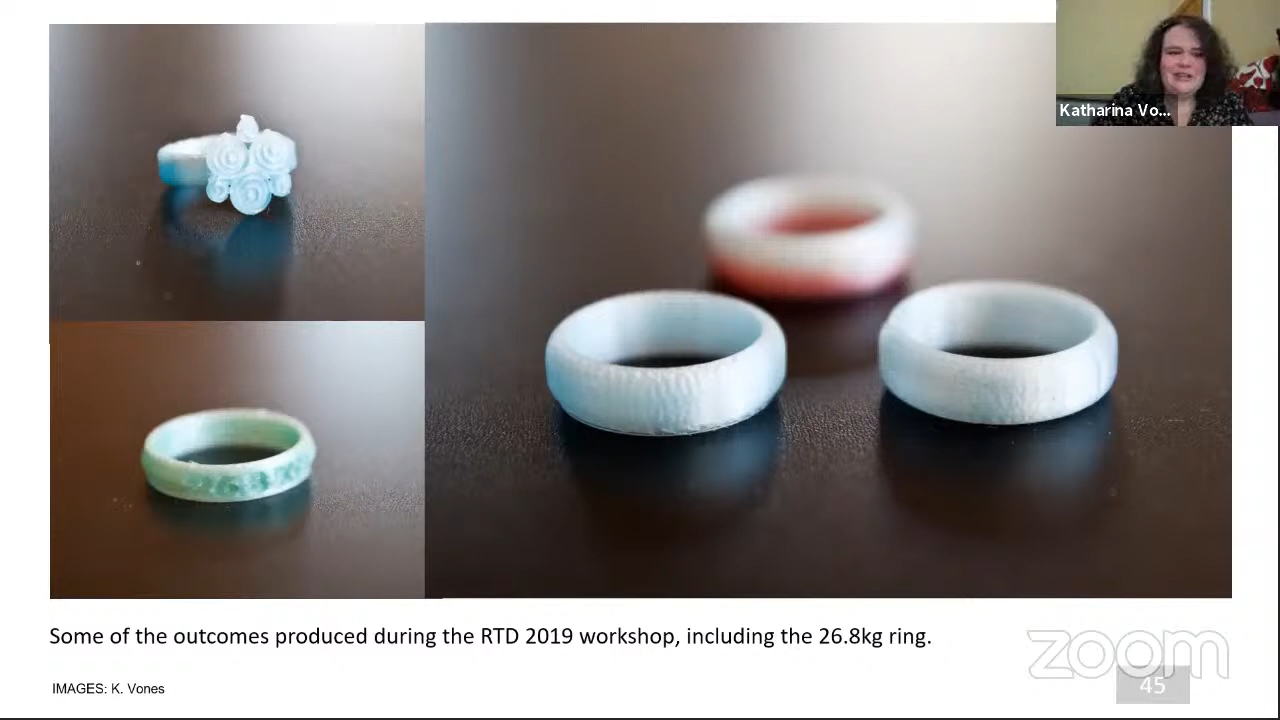 Katharina Vo...
Some of the outcomes produced during the RTD 2019 workshop, including the 26.8kg ring.
zoom
IMAGES: K. Vones
45